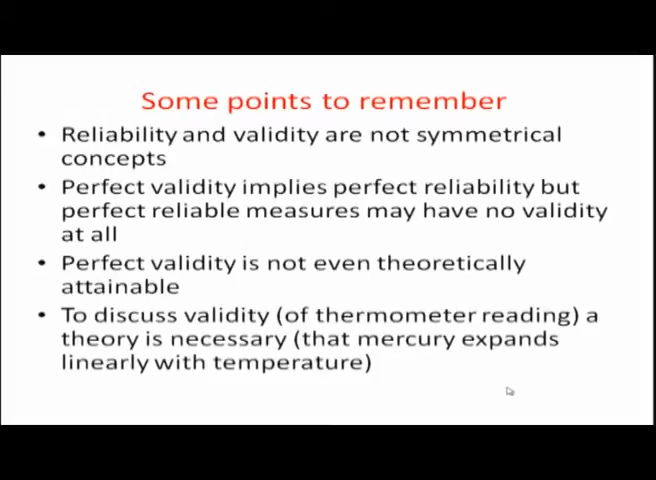 Some points to remember
• Reliability and validity are not symmetrical
concepts
• Perfect validity implies perfect reliability but
perfect reliable measures may have no validity
at all
• Perfect validity is not even theoretically
attainable
• To discuss validity (of thermometer reading) a
theory is necessary (that mercury expands
linearly with temperature)